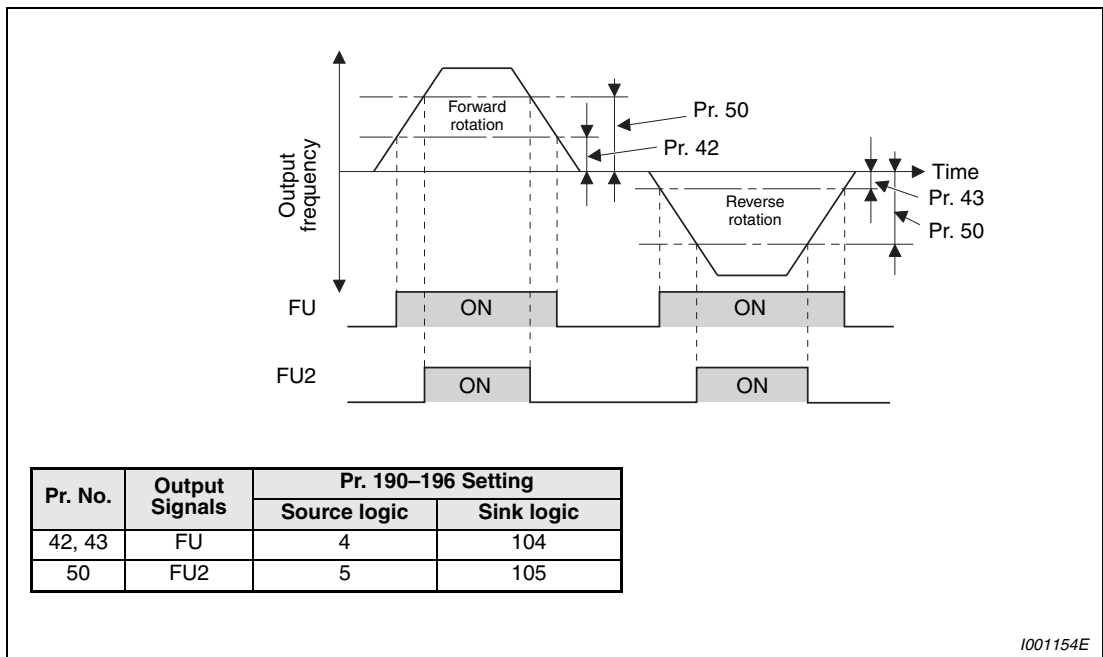 Output
frequency
Forward
rotation
Pr. 50
Pr. 42
Time
Pr. 43
Pr. 50
Reverse
rotation
FU
ON
ON
FU2
ON
ON
Pr. No. Output Signals Pr. 190–196 Setting
Source logic Sink logic
42, 43 FU 4 104
50 FU2 5 105
I001154E